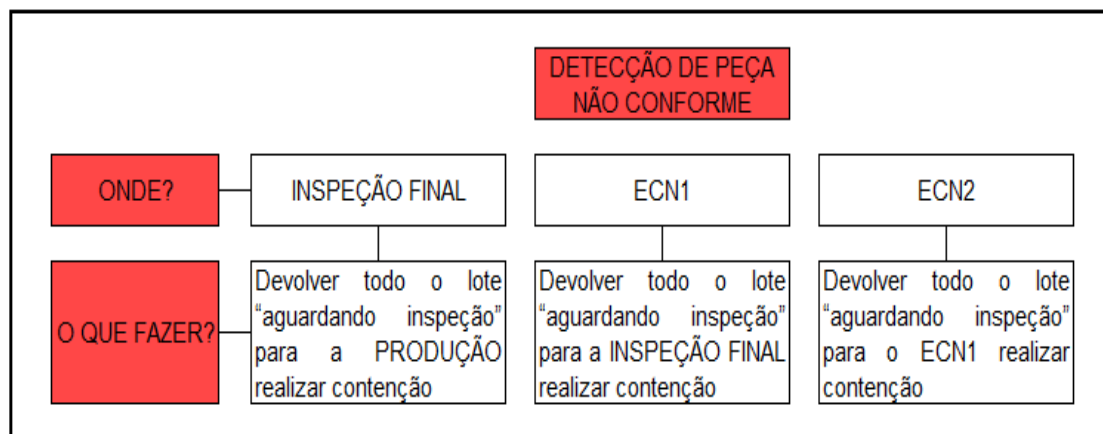 DETECÇÃO DE PEÇA
NÃO CONFORME
ONDE?
INSPEÇÃO FINAL
ECN1
ECN2
O QUE FAZER?
Devolver todo o lote
“aguardando inspeção”
para a PRODUÇÃO
realizar contenção
Devolver todo o lote
“aguardando inspeção”
para a INSPEÇÃO FINAL
realizar contenção
Devolver todo o lote
“aguardando inspeção”
para o ECN1 realizar
contenção